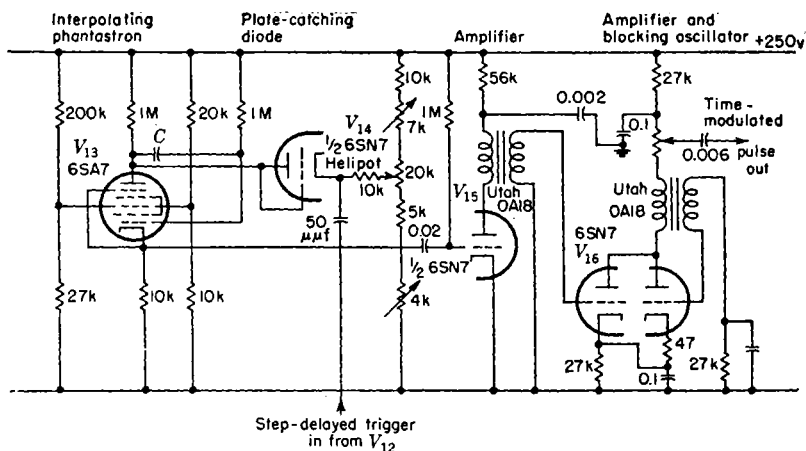 Interpolating
phantastron
Plate-catching
diode
Amplifier
Amplifier and
blocking oscillator
+250v
200k
1M
20k
1M
10k
7k
1M
56k
0.002
27k
0.1
Time-
modulated
pulse
out
0.006
V13
6SA7
C
V14
1/2 6SN7
Helipot
10k
20k
5k
V15
Utah
0A18
Utah
0A18
50
μμf
0.02
1/2 6SN7
6SN7
V16
27k
10k
10k
4k
27k
47
0.1
27k
Step-delayed trigger
in from V12